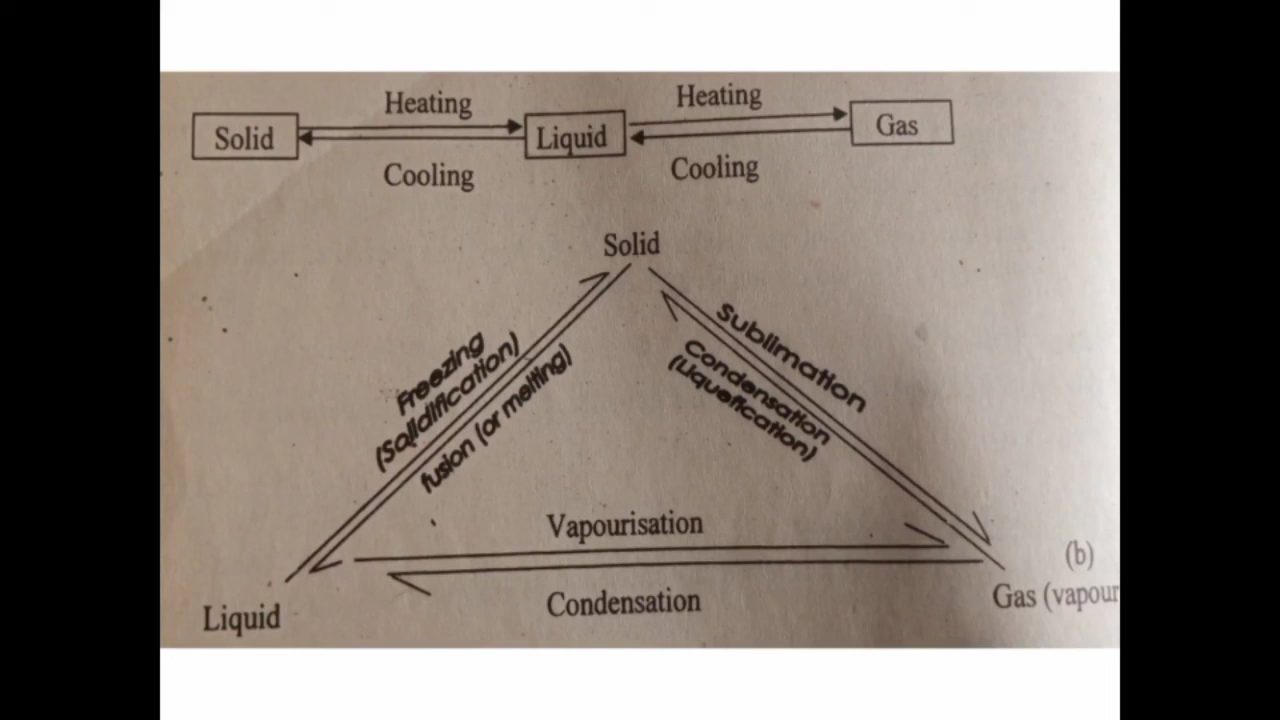 Heating
Heating
Solid
Liquid
Gas
Cooling
Cooling
Solid
Freezing
(Solidification)
fusion (or melting)
Sublimation
Condensation
(Liquefication)
Vapourisation
Condensation
(b)
Liquid
Gas (vapour